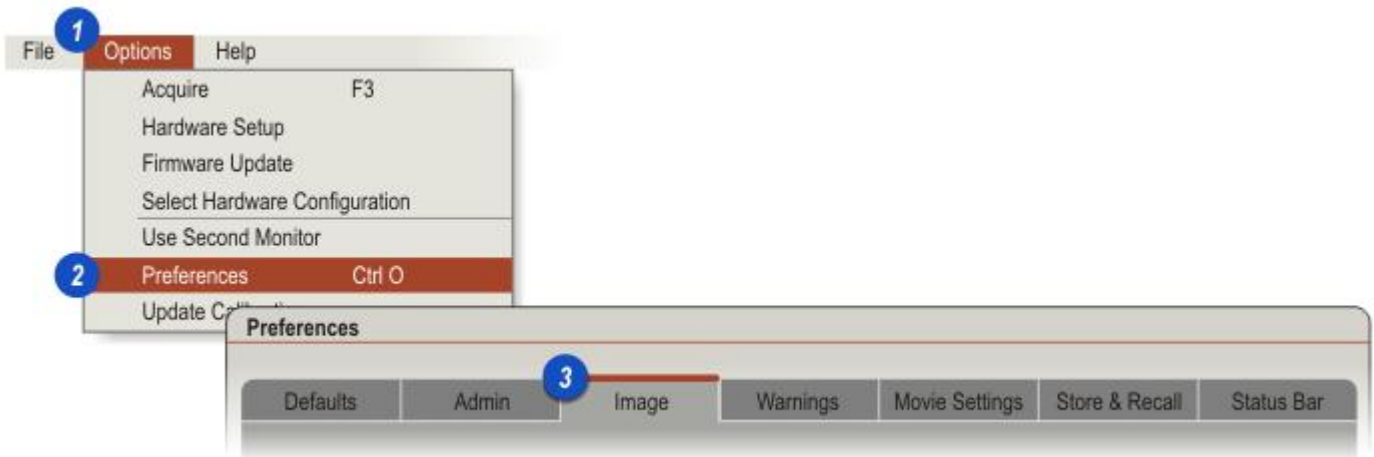 1
File Options Help
Acquire F3
Hardware Setup
Firmware Update
Select Hardware Configuration
Use Second Monitor
2 Preferences Ctrl O
Update
Preferences
3
Defaults Admin Image Warnings Movie Settings Store & Recall Status Bar